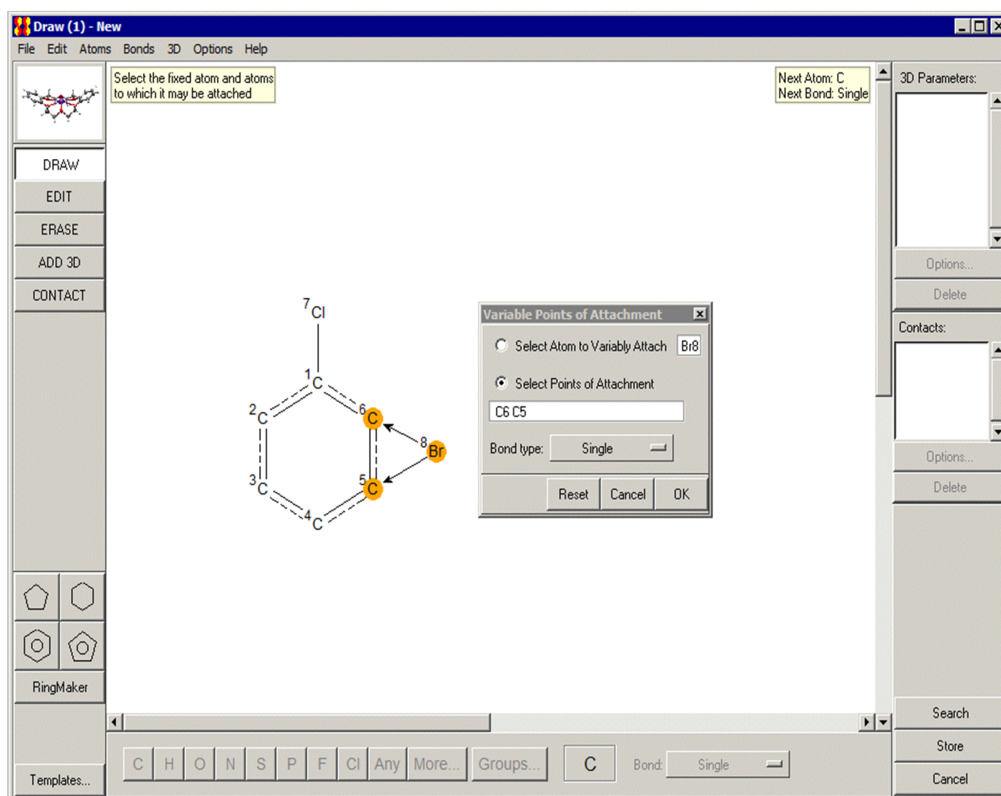 Draw (1) - New
File Edit Atoms Bonds 3D Options Help
Select the fixed atom and atoms
to which it may be attached
Next Atom: C
Next Bond: Single
3D Parameters:
DRAW
EDIT
ERASE
ADD 3D
CONTACT
Options...
Delete
Contacts:
Options...
Delete
7 Cl
1 C
2 C
6 C
8 Br
3 C
5 C
4 C
Variable Points of Attachment
Select Atom to Variably Attach Br8
Select Points of Attachment
C6 C5
Bond type: Single
Reset Cancel OK
RingMaker
Templates...
C H O N S P F Cl Any More... Groups... C Bond: Single
Search
Store
Cancel